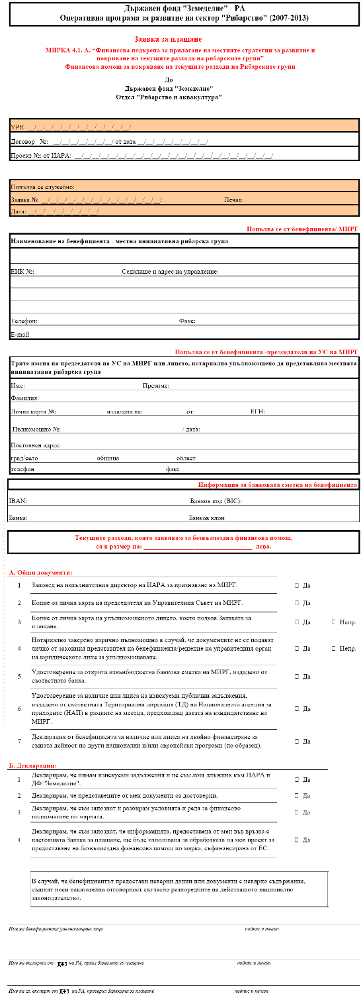 Държавен фонд "Земеделие" - РА
Оперативна програма за развитие на сектор "Рибарство" (2007-2013)
Заявка за плащане
МЯРКА 4.1. А. “Финансова подкрепа за прилагане на местните стратегии за развитие и
покриване на текущите разходи на рибарските групи”
Финансова помощ за покриване на текущите разходи на Рибарските групи
До
Държавен фонд "Земеделие"
Отдел "Рибарство и аквакултура"
УРН __/__/__/__/__/__/__/__/__/__/__/__/
Договор №: __/__/__/__/__/__/__/ от дата __/__/__/__/__/__/__/__/
Проект №: от ИАРА: __/__/__/__/__/__/__/__/__/__/__/__/__/__/__/__/__/__/__/__/__/__/__/
Попълва се служебно:
Заявка № __/__/__/__/__/__/__/__/__/__/__/__/__/__/ Печат:
Дата: __/__/__/__/__/__/__/__/
Попълва се от бенефициента/ МИРГ
Наименование на бенефициента - местна инициативна рибарска група
ЕИК №: Седалище и адрес на управление:
Телефон: Факс:
E-mail
Попълва се от бенефициента -председателя на УС на МИРГ
Трите имена на председателя на УС на МИРГ или лицето, нотариално упълномощено да представлява местната
инициативна рибарска група
Име: Презиме:
Фамилия:
Лична карта №: издадена на: от: ЕГН:
Пълномощно №: / дата:
Постоянен адрес:
град/село община област
телефон факс
Информация за банковата сметка на бенефициента
IBAN: Банков код (BIC):
Банка: Банков клон
Текущите разходи, които заявявам за безвъзмездна финансова помощ,
са в размер на: ______________________________ лева.
А. Общи документи:
1 Заповед на изпълнителния директор на ИАРА за признаване на МИРГ. □ Да
2 Копие от лична карта на председателя на Управителния Съвет на МИРГ. □ Да
3 Копие от лична карта на упълномощеното лицето, което подава Заявката за
плащане. □ Да □ Непр.
4 Нотариално заверено изрично пълномощно в случай, че документите не се подават
лично от законния представител на бенефициента/решение на управителния орган
на юридическото лице за упълномощаване. □ Да □ Непр.
5 Удостоверение за открита извънбюджетна банкова сметка на МИРГ, издадено от
съответната банка. □ Да
6 Удостоверение за наличие или липса на изискуеми публични задължения,
издадено от съответната Териториална дирекция (ТД) на Националната агенция за
приходите (НАП) в рамките на месеца, предхождащ датата на кандидатстване на
МИРГ. □ Да
7 Декларация от бенефициента за наличие или липса на двойно финансиране за
същата дейност по други национални и/или европейски програми (по образец). □ Да
Б. Декларации:
1 Декларирам, че нямам изискуеми задължения и не съм лош длъжник към ИАРА и
ДФ "Земеделие". □ Да
2 Декларирам, че представените от мен документи са достоверни. □ Да
3 Декларирам, че съм запознат и разбирам условията и реда за финансово
подпомагане по мярката. □ Да
4 Декларирам, че съм запознат, че информацията, предоставена от мен във връзка с
настоящата Заявка за плащане, ще бъде използвана за обработката на моя проект за
предоставяне на безвъзмездна финансова помощ по мярка, съфинансирана от ЕС. □ Да
В случай, че бенефициентът предостави неверни данни или документи с невярно съдържание,
същият носи наказателна отговорност съгласно разпоредбите на действащото национално
законодателство.
Име на бенефициента/ упълномощено лице подпис и печат
Име на експерта от ДФЗ на РА, приел Заявката за плащане подпис и печат
Име на гл. експерт от ДФЗ на РА, проверил Заявката за плащане подпис и печат